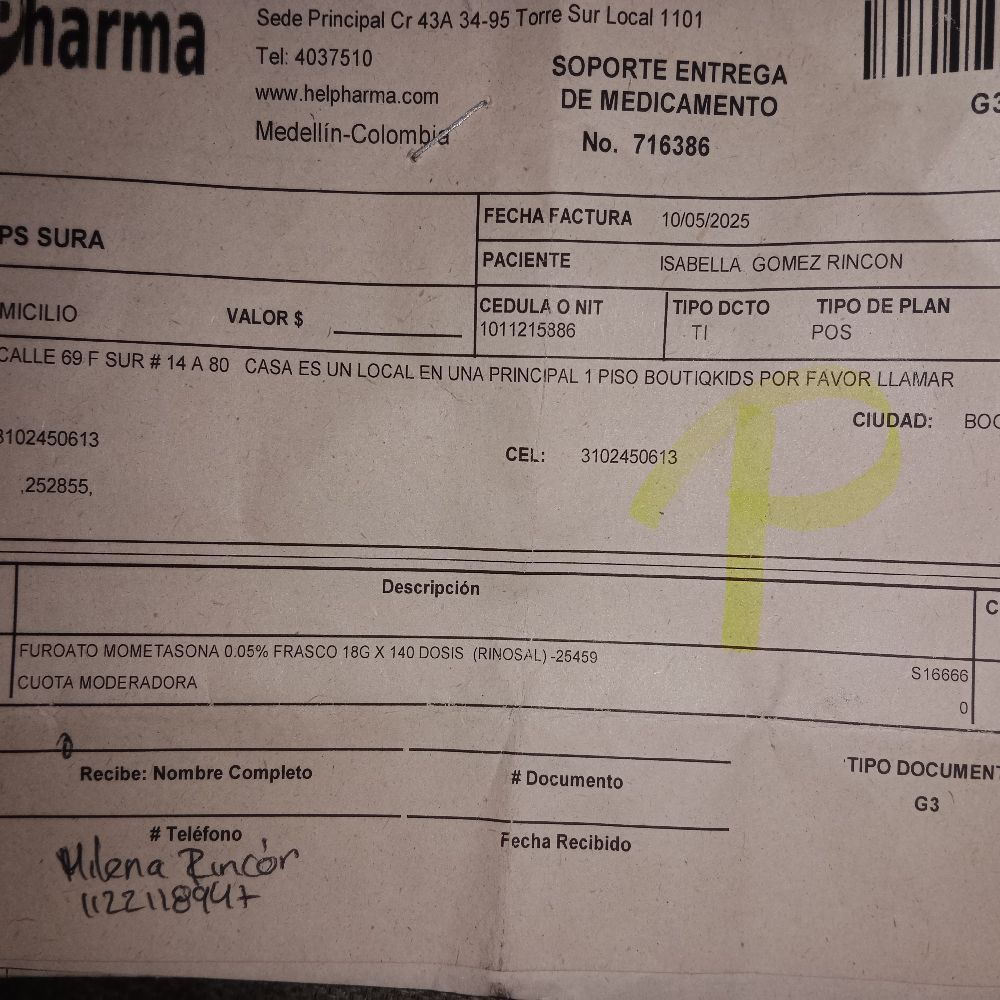 harma
Sede Principal Cr 43A 34-95 Torre Sur Local 1101
Tel: 4037510
www.helpharma.com
Medellín-Colombia
SOPORTE ENTREGA
DE MEDICAMENTO
No. 716386
G3
PS SURA
FECHA FACTURA 10/05/2025
PACIENTE ISABELLA GOMEZ RINCON
MICILIO VALOR $
CEDULA O NIT
1011215886
TIPO DCTO
TI
TIPO DE PLAN
POS
CALLE 69 F SUR # 14 A 80 CASA ES UN LOCAL EN UNA PRINCIPAL 1 PISO BOUTIQKIDS POR FAVOR LLAMAR
CIUDAD: BOG
3102450613
CEL: 3102450613
,252855,
P
Descripción
C
FUROATO MOMETASONA 0.05% FRASCO 18G X 140 DOSIS (RINOSAL) -25459
S16666
CUOTA MODERADORA
0
Recibe: Nombre Completo
# Documento
TIPO DOCUMENT
G3
# Teléfono
Fecha Recibido
Milena Rincón
1122118947